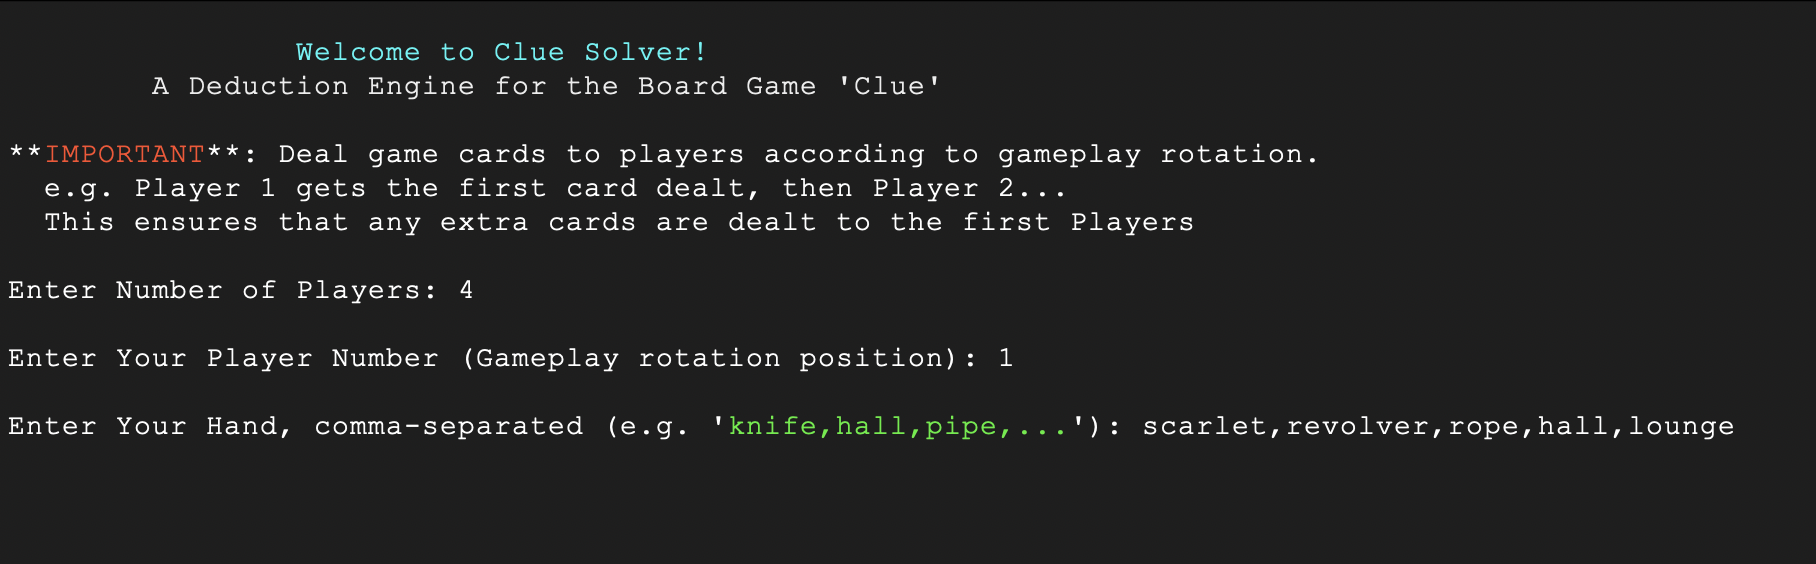 Welcome to Clue Solver!
A Deduction Engine for the Board Game 'Clue'
**IMPORTANT**: Deal game cards to players according to gameplay rotation.
e.g. Player 1 gets the first card dealt, then Player 2...
This ensures that any extra cards are dealt to the first Players
Enter Number of Players: 4
Enter Your Player Number (Gameplay rotation position): 1
Enter Your Hand, comma-separated (e.g. 'knife,hall,pipe,...'): scarlet,revolver,rope,hall,lounge